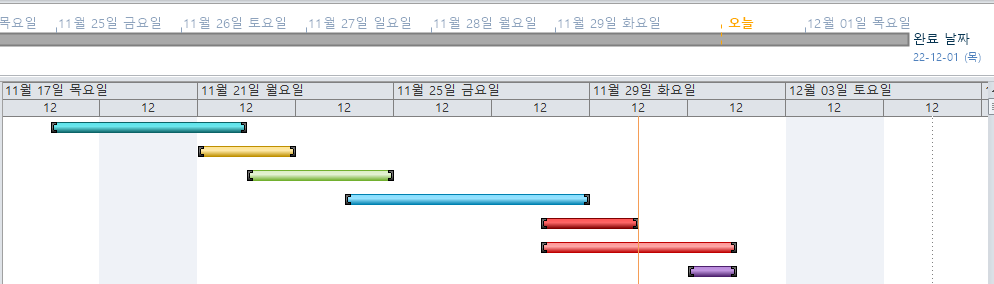 목요일 11월 25일 금요일 11월 26일 토요일 11월 27일 일요일 11월 28일 월요일 11월 29일 화요일 오늘 12월 01일 목요일
완료 날짜
22-12-01 (목)
11월 17일 목요일 11월 21일 월요일 11월 25일 금요일 11월 29일 화요일 12월 03일 토요일
12 12 12 12 12 12 12 12 12 12